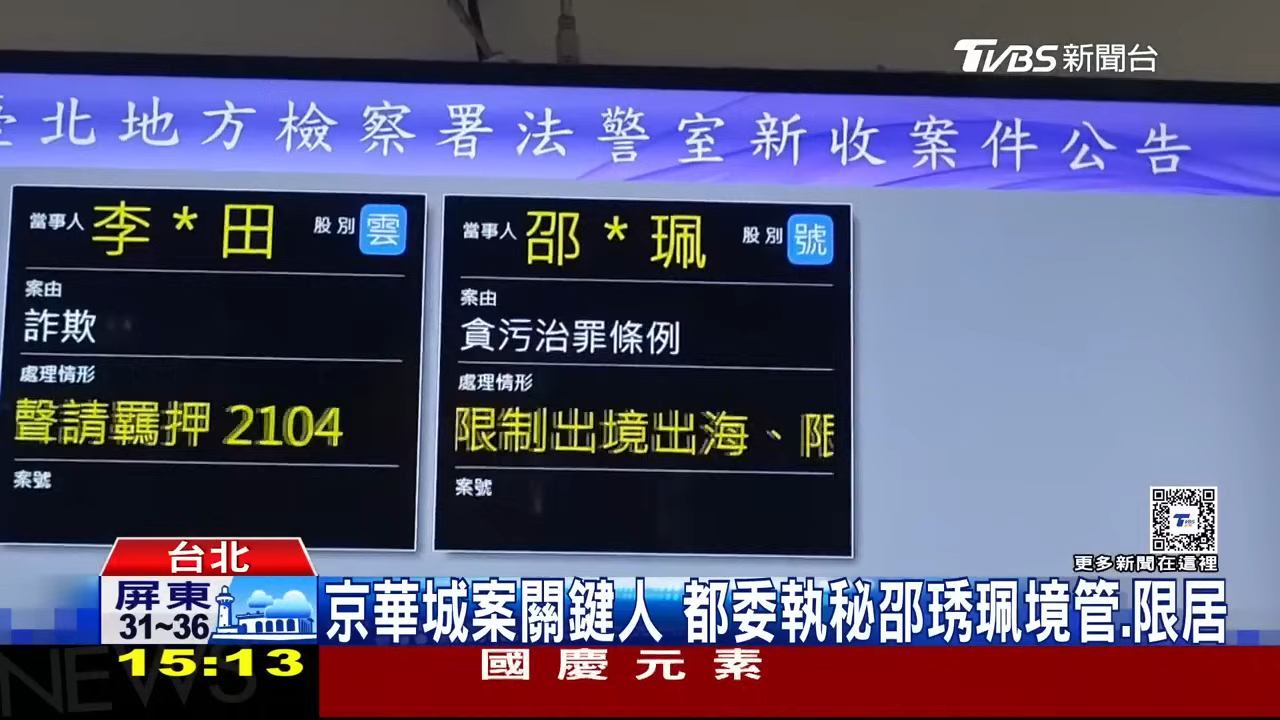 TVBS新聞台
臺北地方檢察署法警室新收案件公告
當事人 李*田 股別 雲
案由
詐欺
處理情形
聲請羈押 2104
案號
當事人 邵*珮 股別 號
案由
貪污治罪條例
處理情形
限制出境出海、限
案號
TVBS
更多新聞在這裡
台北
屏東
31~36
京華城案關鍵人 都委執秘邵琇珮境管.限居
15:13
國慶元素
NEWS